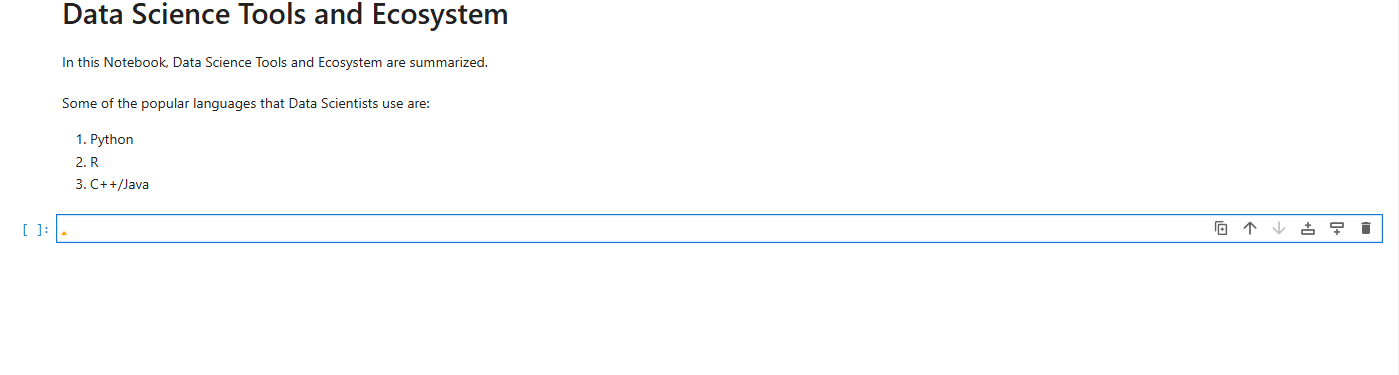 Data Science Tools and Ecosystem
In this Notebook, Data Science Tools and Ecosystem are summarized.
Some of the popular languages that Data Scientists use are:
1. Python
2. R
3. C++/Java
[ ]: